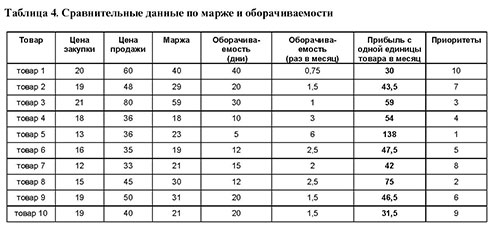 Таблица 4. Сравнительные данные по марже и оборачиваемости
Товар Цена закупки Цена продажи Маржа Оборачивае-мость (дни) Оборачивае-мость (раз в месяц) Прибыль с одной единицы товара в месяц Приоритеты
товар 1 20 60 40 40 0,75 30 10
товар 2 19 48 29 20 1,5 43,5 7
товар 3 21 80 59 30 1 59 3
товар 4 18 36 18 10 3 54 4
товар 5 13 36 23 5 6 138 1
товар 6 16 35 19 12 2,5 47,5 5
товар 7 12 33 21 15 2 42 8
товар 8 15 45 30 12 2,5 75 2
товар 9 19 50 31 20 1,5 46,5 6
товар 10 19 40 21 20 1,5 31,5 9